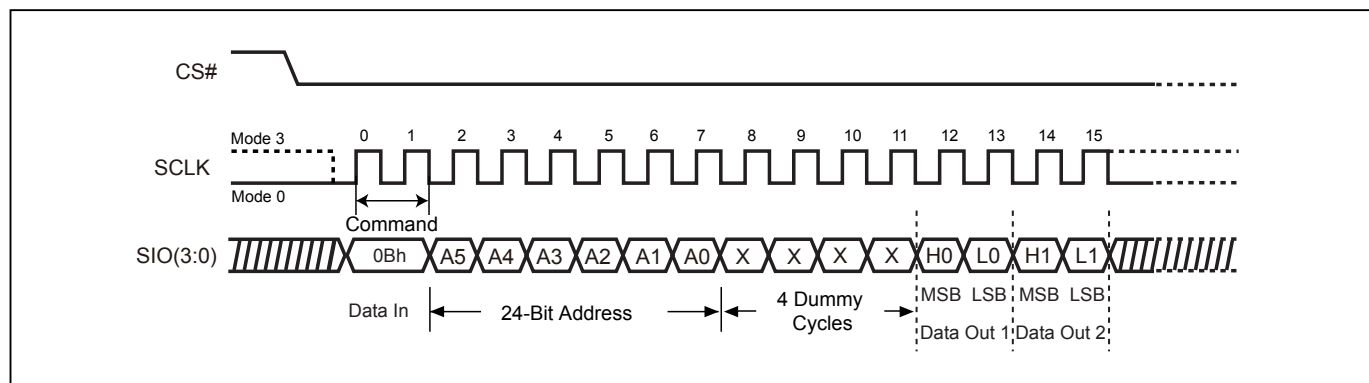 CS#
Mode 3
0 1 2 3 4 5 6 7 8 9 10 11 12 13 14 15
SCLK
Mode 0
Command
SIO(3:0) 0Bh A5 A4 A3 A2 A1 A0 X X X X H0 L0 H1 L1
MSB LSB MSB LSB
Data In 24-Bit Address 4 Dummy
Cycles
Data Out 1 Data Out 2